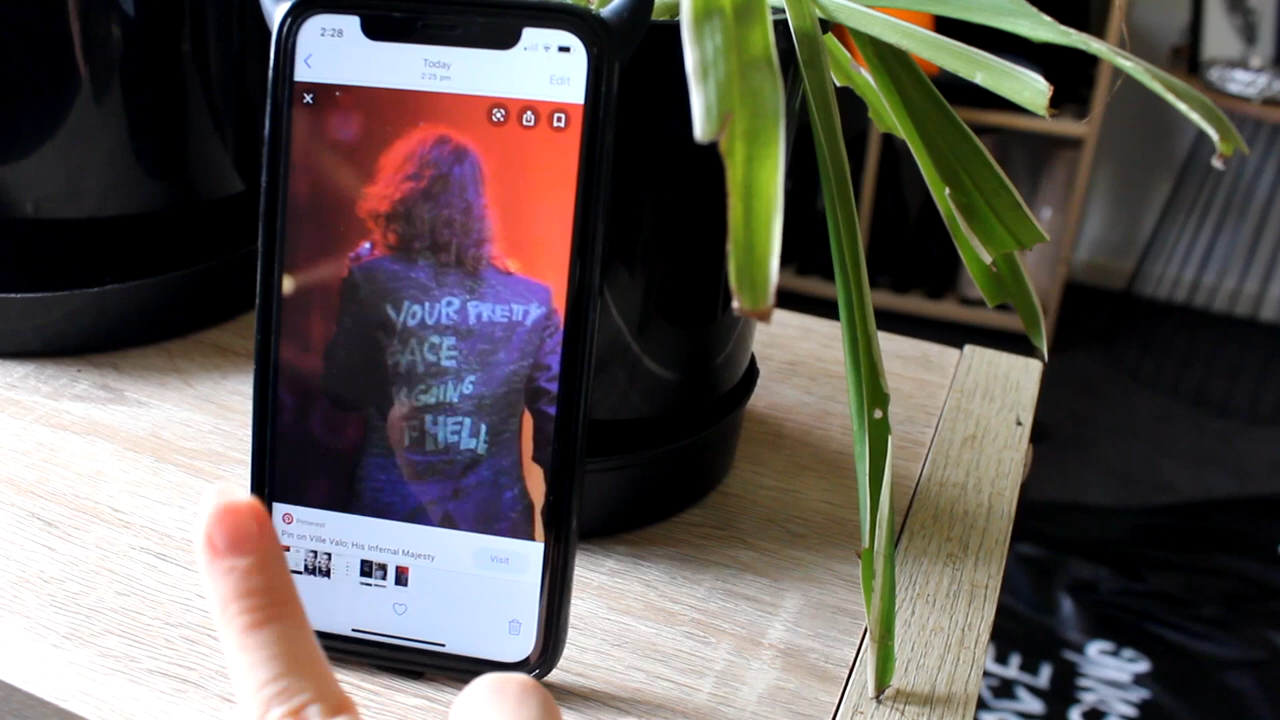 2:28
Today
2:25 pm
Edit
YOUR PRETTY
FACE
IS GOING
T HELL
Pinterest
Pin on Ville Valo; His Infernal Majesty
Visit